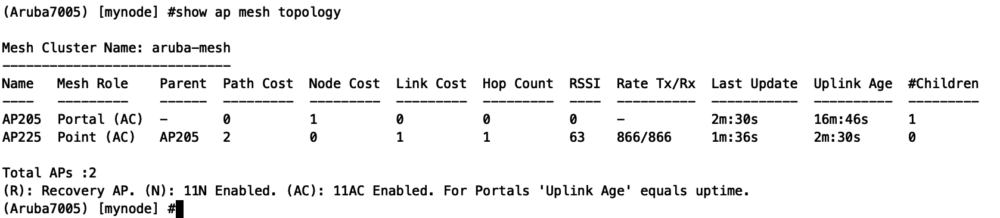 (Aruba7005) [mynode] #show ap mesh topology
Mesh Cluster Name: aruba-mesh
-----------------------------
Name   Mesh Role    Parent  Path Cost  Node Cost  Link Cost  Hop Count  RSSI  Rate Tx/Rx  Last Update  Uplink Age  #Children
----   ---------    ------  ---------  ---------  ---------  ---------  ----  ----------  -----------  ----------  ---------
AP205  Portal (AC)  -       0          1          0          0          0     -           2m:30s       16m:46s     1
AP225  Point (AC)   AP205   2          0          1          1          63    866/866     1m:36s       2m:30s      0
Total APs :2
(R): Recovery AP. (N): 11N Enabled. (AC): 11AC Enabled. For Portals 'Uplink Age' equals uptime.
(Aruba7005) [mynode] #